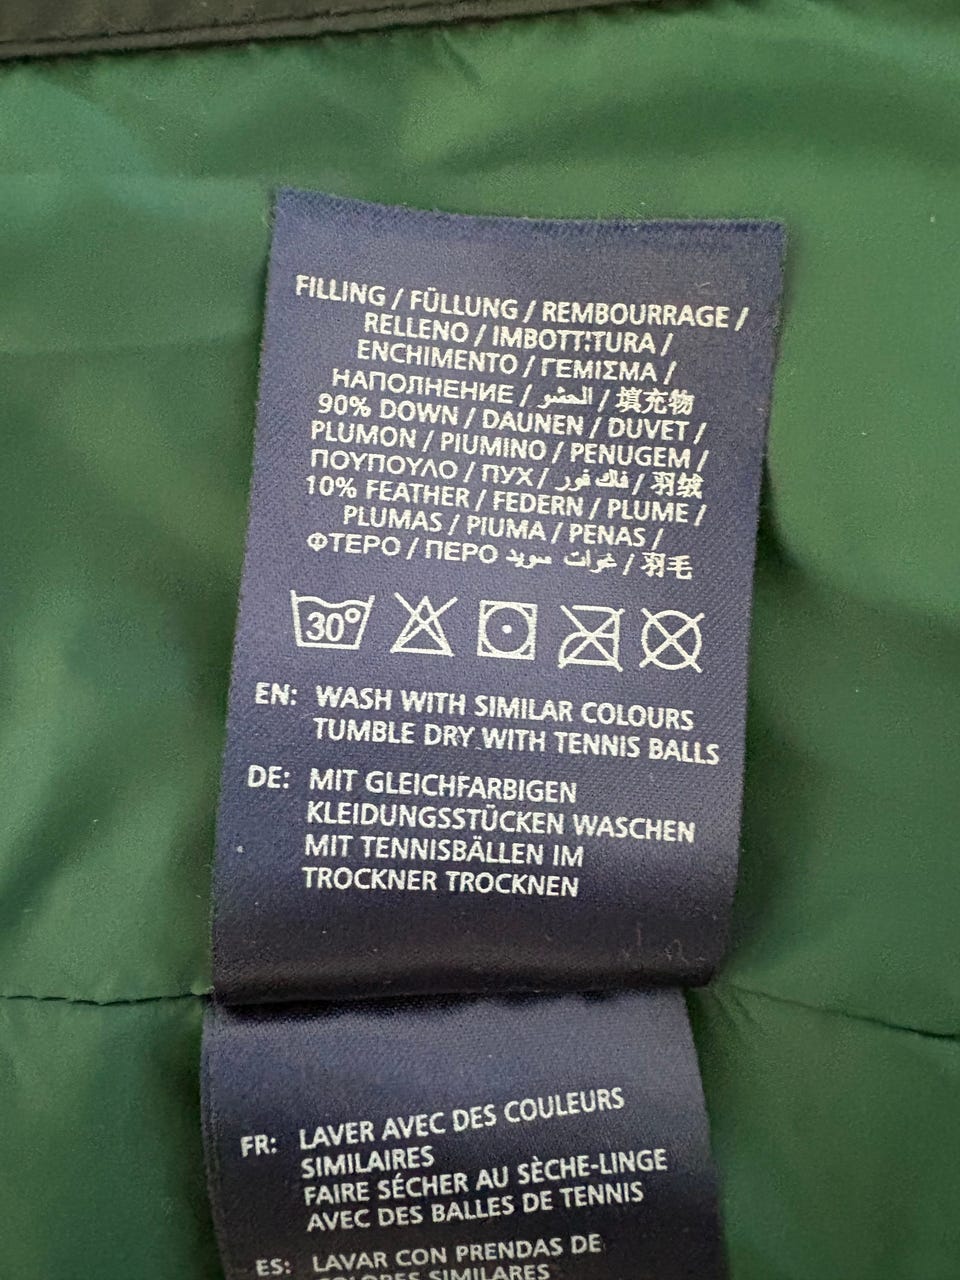 FILLING / FÜLLUNG / REMBOURRAGE /
RELLENO / IMBOTTITURA /
ENCHIMENTO / ΓΕΜΙΣΜΑ /
НАПОЛНЕНИЕ / الحشو / 填充物
90% DOWN / DAUNEN / DUVET /
PLUMON / PIUMINO / PENUGEM /
ΠΟΥΠΟΥΛΟ / ПУХ / فلك فور / 羽绒
10% FEATHER / FEDERN / PLUME /
PLUMAS / PIUMA / PENAS /
ΦΤΕΡΟ / ПЕРО / 羽毛
30°
EN: WASH WITH SIMILAR COLOURS
TUMBLE DRY WITH TENNIS BALLS
DE: MIT GLEICHFARBIGEN
KLEIDUNGSSTÜCKEN WASCHEN
MIT TENNISBÄLLEN IM
TROCKNER TROCKNEN
FR: LAVER AVEC DES COULEURS
SIMILAIRES
FAIRE SÉCHER AU SÈCHE-LINGE
AVEC DES BALLES DE TENNIS
ES: LAVAR CON PRENDAS DE
COLORES SIMILARES